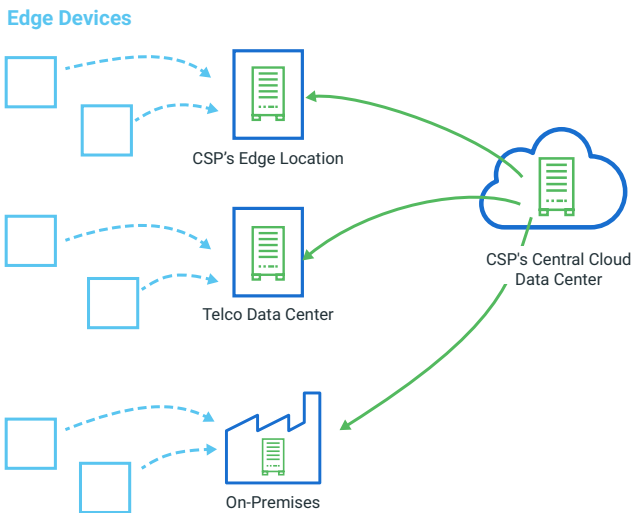 Edge Devices
CSP’s Edge Location
CSP's Central Cloud
Data Center
Telco Data Center
On-Premises